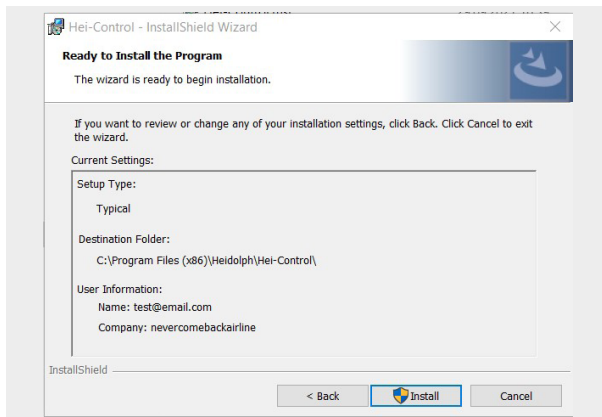 Hei-Control - InstallShield Wizard
Ready to Install the Program
The wizard is ready to begin installation.
If you want to review or change any of your installation settings, click Back. Click Cancel to exit
the wizard.
Current Settings:
Setup Type:
Typical
Destination Folder:
C:\Program Files (x86)\Heidolph\Hei-Control\
User Information:
Name: test@email.com
Company: nevercomebackairline
InstallShield
< Back
Install
Cancel